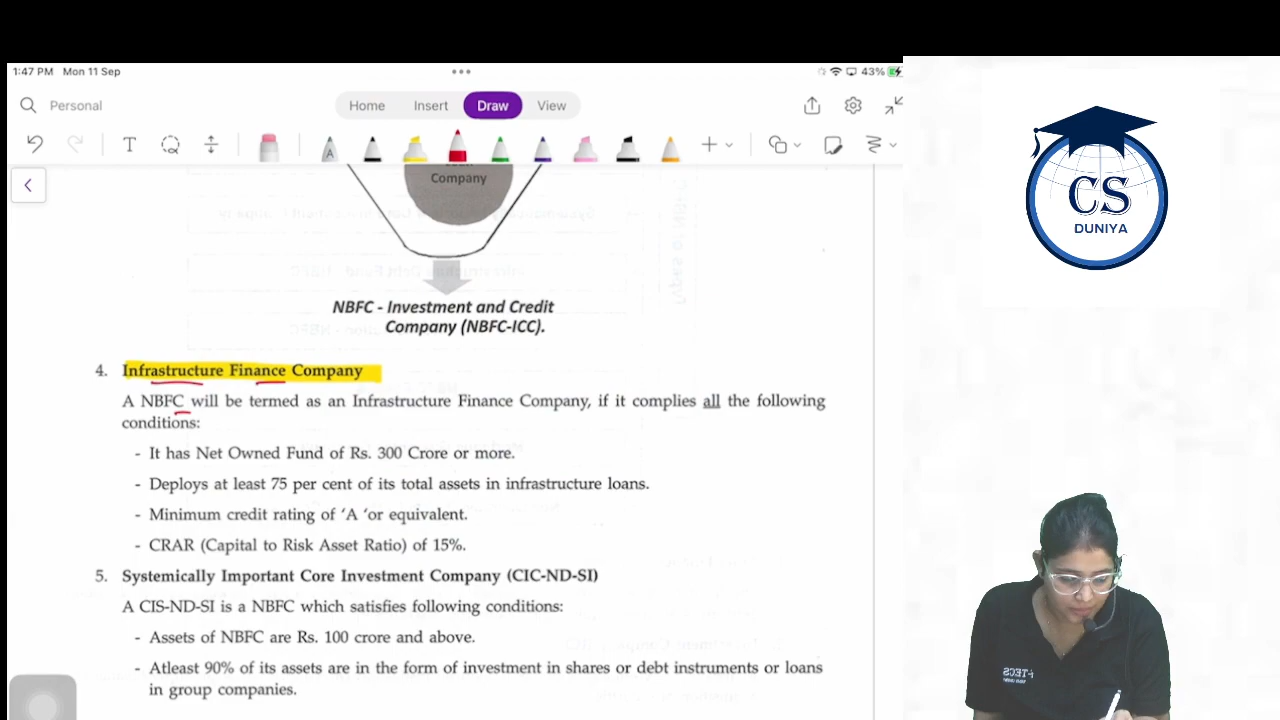 1:47 PM Mon 11 Sep
43%
Personal
Home Insert Draw View
T
A
Company
NBFC - Investment and Credit
Company (NBFC-ICC).
4. Infrastructure Finance Company
A NBFC will be termed as an Infrastructure Finance Company, if it complies all the following
conditions:
- It has Net Owned Fund of Rs. 300 Crore or more.
- Deploys at least 75 per cent of its total assets in infrastructure loans.
- Minimum credit rating of 'A 'or equivalent.
- CRAR (Capital to Risk Asset Ratio) of 15%.
5. Systemically Important Core Investment Company (CIC-ND-SI)
A CIS-ND-SI is a NBFC which satisfies following conditions:
- Assets of NBFC are Rs. 100 crore and above.
- Atleast 90% of its assets are in the form of investment in shares or debt instruments or loans
in group companies.
CS
DUNIYA